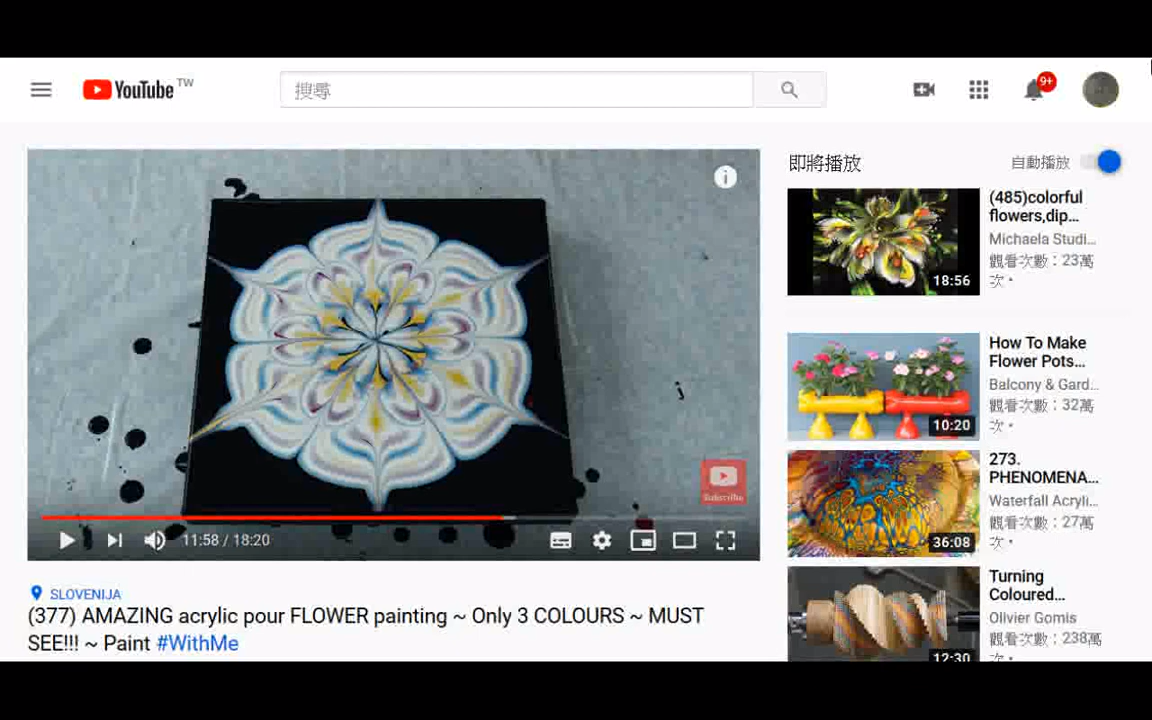 YouTube TW
搜尋
9+
即將播放
自動播放
(485)colorful
flowers,dip...
Michaela Studi...
觀看次數：23萬
次・
18:56
How To Make
Flower Pots...
Balcony & Gard...
觀看次數：32萬
次・
10:20
273.
PHENOMENA...
Waterfall Acryli...
觀看次數：27萬
次・
36:08
Turning
Coloured...
Olivier Gomis
觀看次數：238萬
次・
12:30
Subscribe
11:58 / 18:20
SLOVENIJA
(377) AMAZING acrylic pour FLOWER painting ~ Only 3 COLOURS ~ MUST
SEE!!! ~ Paint #WithMe